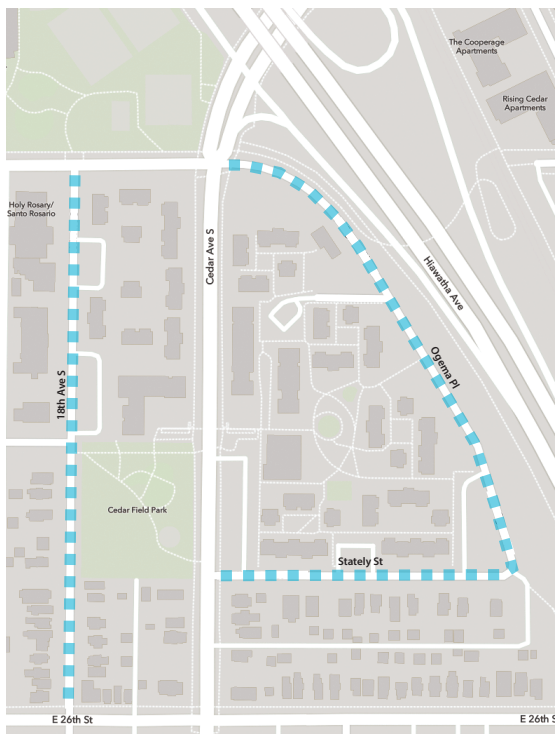 The Cooperage
Apartments
Rising Cedar
Apartments
Holy Rosary/
Santo Rosario
Cedar Ave S
Hiawatha Ave
18th Ave S
Ogema Pl
Cedar Field Park
Stately St
E 26th St
E 26th S